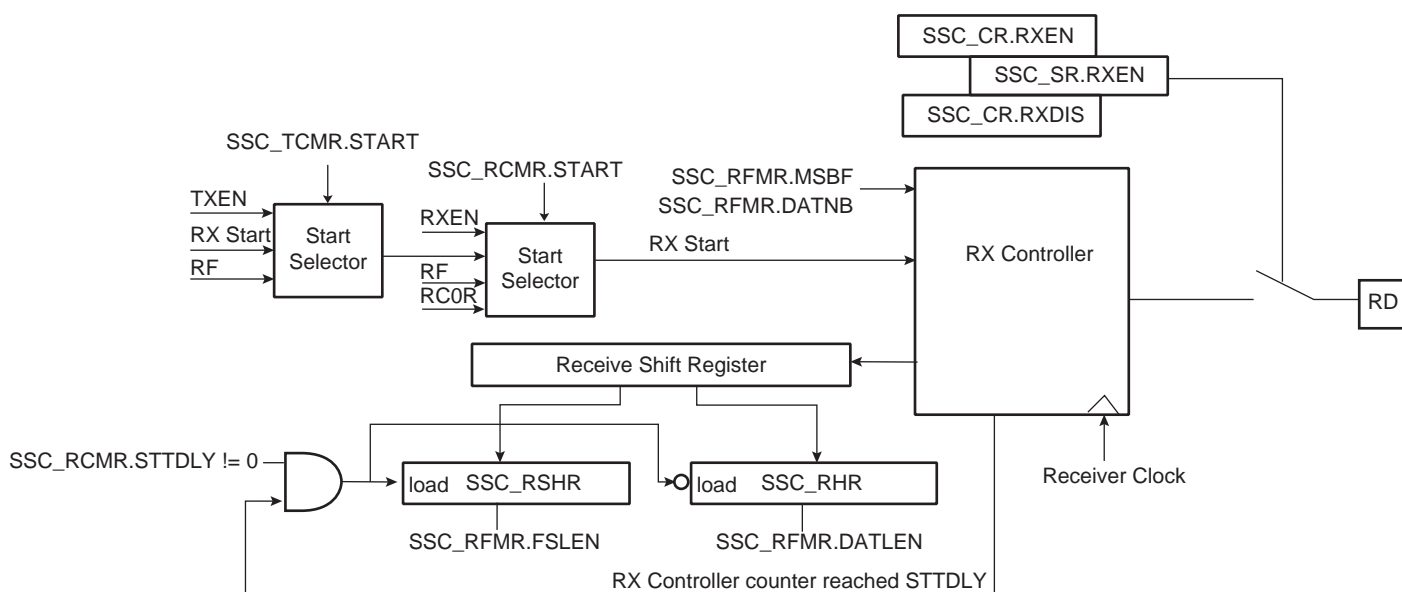 SSC_CR.RXEN
SSC_SR.RXEN
SSC_CR.RXDIS
SSC_TCMR.START
SSC_RCMR.START
SSC_RFMR.MSBF
SSC_RFMR.DATNB
TXEN
RX Start
RF
Start
Selector
RXEN
RF
RC0R
Start
Selector
RX Start
RX Controller
RD
Receive Shift Register
SSC_RCMR.STTDLY != 0
load SSC_RSHR
load SSC_RHR
Receiver Clock
SSC_RFMR.FSLEN
SSC_RFMR.DATLEN
RX Controller counter reached STTDLY